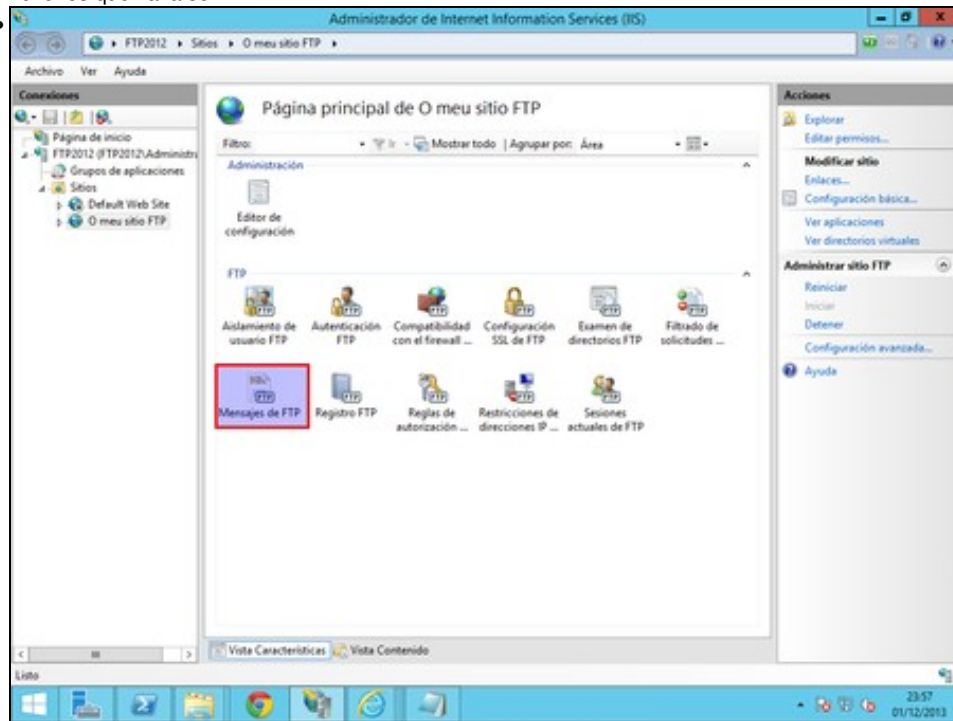 Administrador de Internet Information Services (IIS)
FTP2012 Sitios O meu sitio FTP
Archivo Ver Ayuda
Conexiones
Página de inicio
FTP2012 (FTP2012\Administr
Grupos de aplicaciones
Sitios
Default Web Site
O meu sitio FTP
Página principal de O meu sitio FTP
Filtro: Ir Mostrar todo Agrupar por: Área
Administración
Editor de
configuración
FTP
Aislamiento de usuario FTP
Autenticación FTP
Compatibilidad con el firewall ...
Configuración SSL de FTP
Examen de directorios FTP
Filtrado de solicitudes ...
Mensajes de FTP
Registro FTP
Reglas de autorización ...
Restricciones de direcciones IP ...
Sesiones actuales de FTP
Vista Características Vista Contenido
Acciones
Explorar
Editar permisos...
Modificar sitio
Enlaces...
Configuración básica...
Ver aplicaciones
Ver directorios virtuales
Administrar sitio FTP
Reiniciar
Iniciar
Detener
Configuración avanzada...
Ayuda
Listo
23:57
01/12/2013